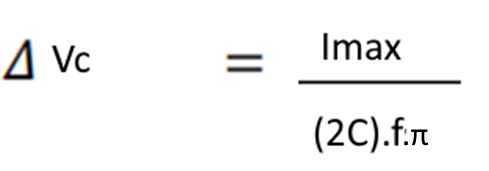 Δ Vc = Imax
(2C).f.π